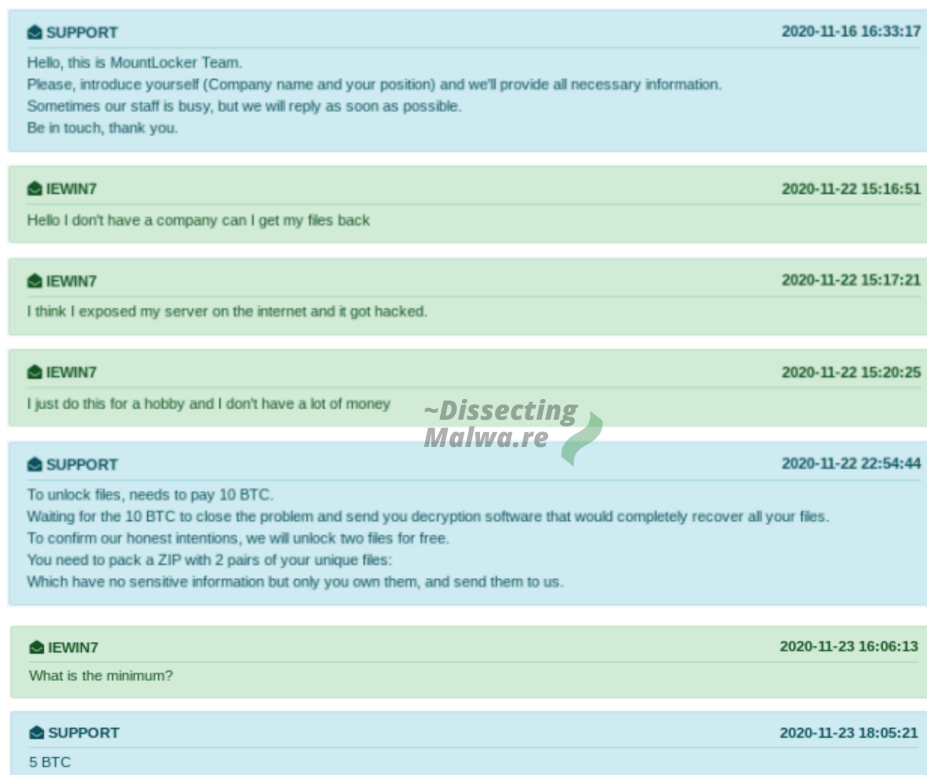 SUPPORT 2020-11-16 16:33:17
Hello, this is MountLocker Team.
Please, introduce yourself (Company name and your position) and we'll provide all necessary information.
Sometimes our staff is busy, but we will reply as soon as possible.
Be in touch, thank you.
IEWIN7 2020-11-22 15:16:51
Hello I don't have a company can I get my files back
IEWIN7 2020-11-22 15:17:21
I think I exposed my server on the internet and it got hacked.
IEWIN7 2020-11-22 15:20:25
I just do this for a hobby and I don't have a lot of money
~Dissecting
Malwa.re
SUPPORT 2020-11-22 22:54:44
To unlock files, needs to pay 10 BTC.
Waiting for the 10 BTC to close the problem and send you decryption software that would completely recover all your files.
To confirm our honest intentions, we will unlock two files for free.
You need to pack a ZIP with 2 pairs of your unique files:
Which have no sensitive information but only you own them, and send them to us.
IEWIN7 2020-11-23 16:06:13
What is the minimum?
SUPPORT 2020-11-23 18:05:21
5 BTC